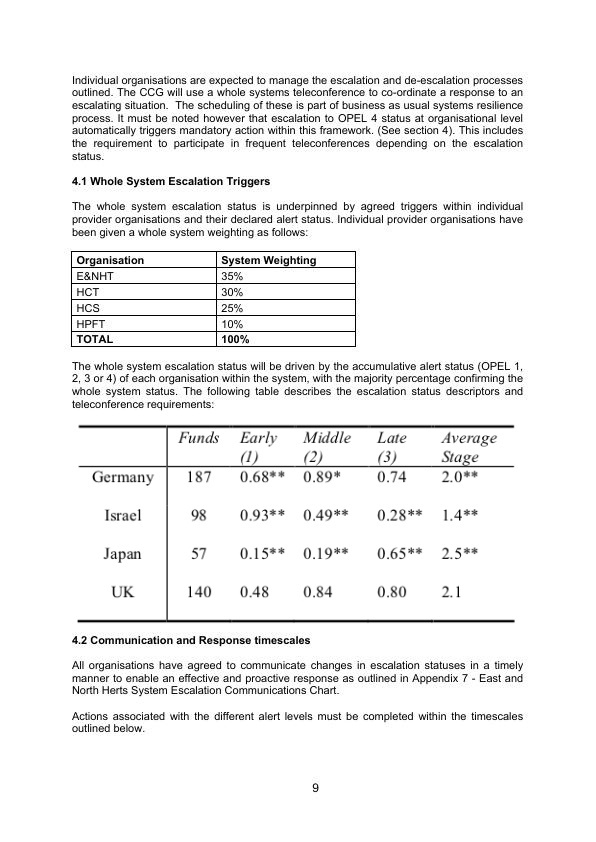 Individual organisations are expected to manage the escalation and de-escalation processes
outlined. The CCG will use a whole systems teleconference to co-ordinate a response to an
escalating situation.  The scheduling of these is part of business as usual systems resilience
process. It must be noted however that escalation to OPEL 4 status at organisational level
automatically triggers mandatory action within this framework. (See section 4). This includes
the requirement to participate in frequent teleconferences depending on the escalation
status.
4.1 Whole System Escalation Triggers
The whole system escalation status is underpinned by agreed triggers within individual
provider organisations and their declared alert status. Individual provider organisations have
been given a whole system weighting as follows:
Organisation System Weighting
E&NHT 35%
HCT 30%
HCS 25%
HPFT 10%
TOTAL 100%
The whole system escalation status will be driven by the accumulative alert status (OPEL 1,
2, 3 or 4) of each organisation within the system, with the majority percentage confirming the
whole system status. The following table describes the escalation status descriptors and
teleconference requirements:
Funds Early Middle Late Average
(1) (2) (3) Stage
Germany 187 0.68** 0.89* 0.74 2.0**
Israel 98 0.93** 0.49** 0.28** 1.4**
Japan 57 0.15** 0.19** 0.65** 2.5**
UK 140 0.48 0.84 0.80 2.1
4.2 Communication and Response timescales
All organisations have agreed to communicate changes in escalation statuses in a timely
manner to enable an effective and proactive response as outlined in Appendix 7 - East and
North Herts System Escalation Communications Chart.
Actions associated with the different alert levels must be completed within the timescales
outlined below.
9